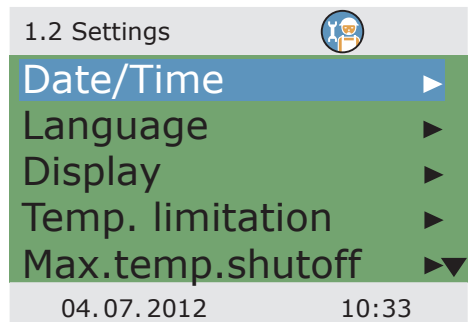 1.2 Settings
Date/Time
Language
Display
Temp. limitation
Max.temp.shutoff
04.07.2012 10:33